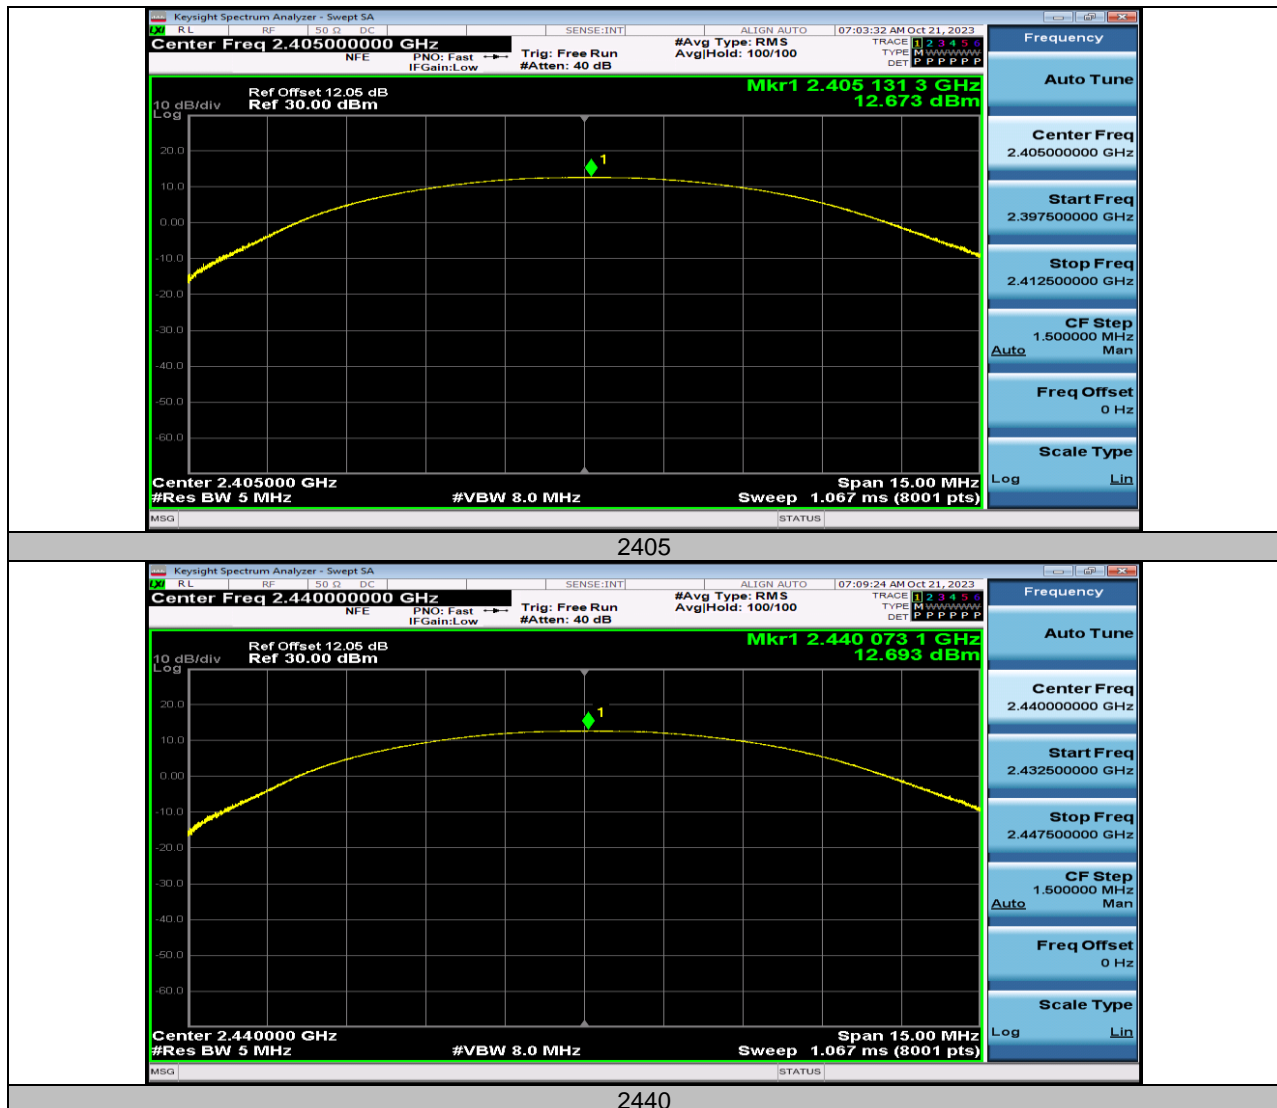 Keysight Spectrum Analyzer - Swept SA
LXI RL RF 50 Ω DC SENSE:INT ALIGN AUTO 07:03:32 AM Oct 21, 2023
Center Freq 2.405000000 GHz
NFE PNO: Fast Trig: Free Run #Avg Type: RMS TRACE 1 2 3 4 5 6
IFGain:Low #Atten: 40 dB Avg|Hold: 100/100 TYPE M W W W W W
DET P P P P P P
Mkr1 2.405 131 3 GHz
12.673 dBm
Ref Offset 12.05 dB
10 dB/div Ref 30.00 dBm
Log
20.0
1
10.0
0.00
-10.0
-20.0
-30.0
-40.0
-50.0
-60.0
Center 2.405000 GHz Span 15.00 MHz
#Res BW 5 MHz #VBW 8.0 MHz Sweep 1.067 ms (8001 pts)
MSG STATUS
Frequency
Auto Tune
Center Freq
2.405000000 GHz
Start Freq
2.397500000 GHz
Stop Freq
2.412500000 GHz
CF Step
1.500000 MHz
Auto Man
Freq Offset
0 Hz
Scale Type
Log Lin
2405
Keysight Spectrum Analyzer - Swept SA
LXI RL RF 50 Ω DC SENSE:INT ALIGN AUTO 07:09:24 AM Oct 21, 2023
Center Freq 2.440000000 GHz
NFE PNO: Fast Trig: Free Run #Avg Type: RMS TRACE 1 2 3 4 5 6
IFGain:Low #Atten: 40 dB Avg|Hold: 100/100 TYPE M W W W W W
DET P P P P P P
Mkr1 2.440 073 1 GHz
12.693 dBm
Ref Offset 12.05 dB
10 dB/div Ref 30.00 dBm
Log
20.0
1
10.0
0.00
-10.0
-20.0
-30.0
-40.0
-50.0
-60.0
Center 2.440000 GHz Span 15.00 MHz
#Res BW 5 MHz #VBW 8.0 MHz Sweep 1.067 ms (8001 pts)
MSG STATUS
Frequency
Auto Tune
Center Freq
2.440000000 GHz
Start Freq
2.432500000 GHz
Stop Freq
2.447500000 GHz
CF Step
1.500000 MHz
Auto Man
Freq Offset
0 Hz
Scale Type
Log Lin
2440